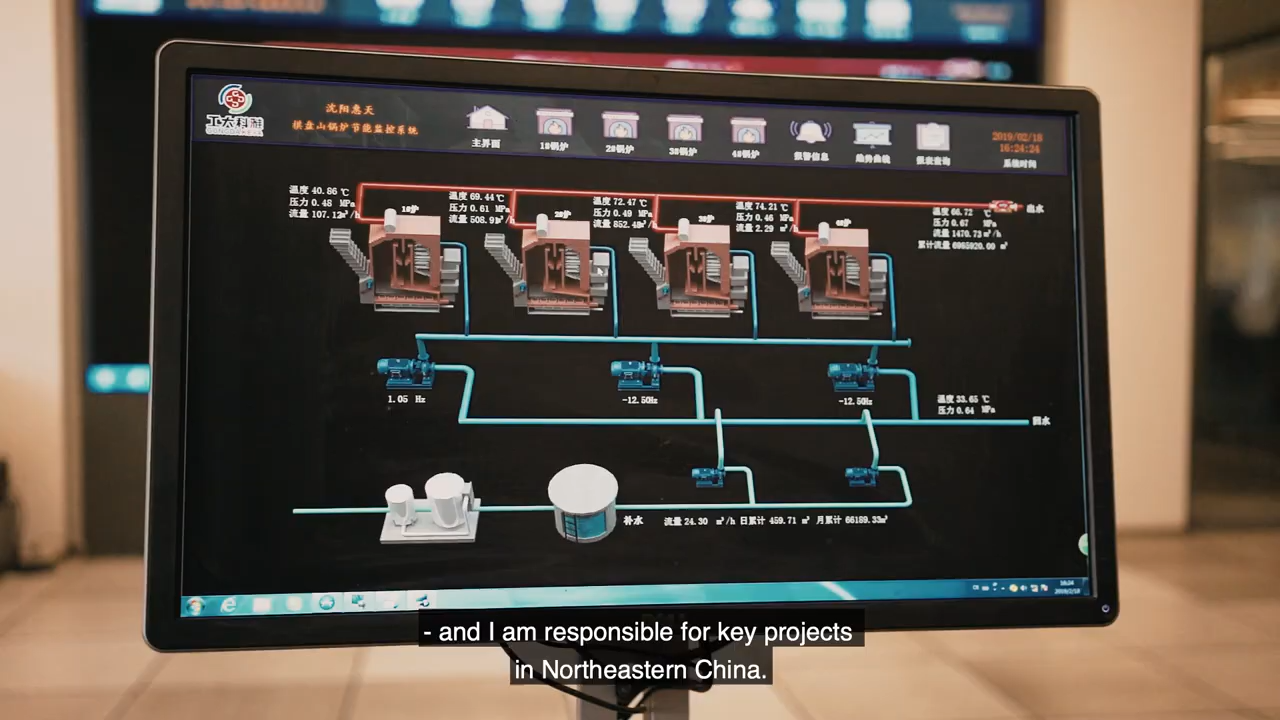 工大科雅
沈阳惠天
棋盘山锅炉节能监控系统
主界面
1#锅炉
2#锅炉
3#锅炉
4#锅炉
报警信息
趋势曲线
报表查询
2019/02/18
16:24:24
系统时间
温度 40.86 ℃
压力 0.48 MPa
流量 107.12m³/h
1#炉
温度 69.44 ℃
压力 0.61 MPa
流量 508.91m³/h
2#炉
温度 72.47 ℃
压力 0.49 MPa
流量 852.48m³/h
3#炉
温度 74.21 ℃
压力 0.46 MPa
流量 2.29 m³/h
4#炉
出水
温度 66.72 ℃
压力 0.67 MPa
流量 1470.73m³/h
累计流量 6985920.00 m³
1.05 Hz
-12.50Hz
-12.50Hz
温度 33.65 ℃
压力 0.64 MPa
回水
补水
流量 24.30 m³/h 日累计 459.71 m³ 月累计 66189.33m³
16:24
2019/2/18
- and I am responsible for key projects
in Northeastern China.